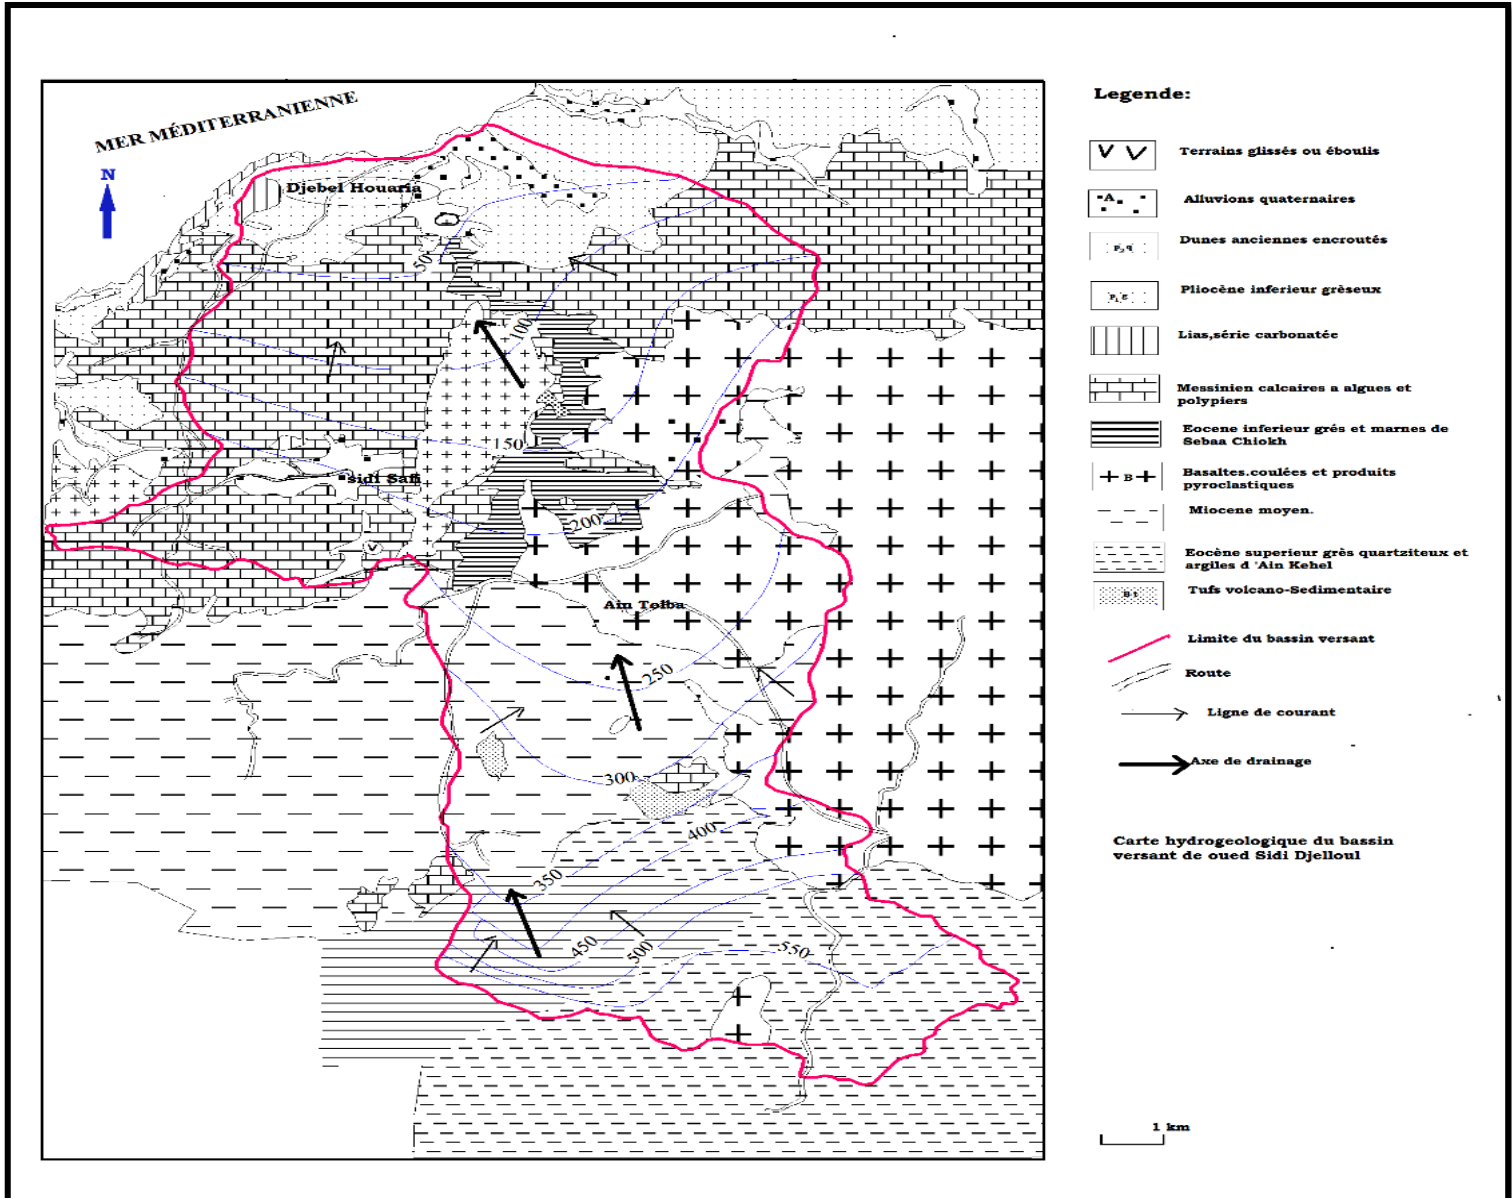 MER MÉDITERRANIENNE
N
Djebel Houaria
50
100
150
sidi Safi
200
Ain Tolba
250
300
400
350
450
500
550
Legende:
Terrains glissés ou éboulis
A
Alluvions quaternaires
Dunes anciennes encroutés
Pliocène inferieur grèseux
Lias,séric carbonatée
Messinien calcaires a algues et
polypiers
Eocene inferieur grés et marnes de
Sebaa Chiokh
B
Basaltes.coulées et produits
pyroclastiques
Miocene moyen.
Eocène superieur grès quartziteux et
argiles d 'Ain Kehel
Tufs volcano-Sedimentaire
Limite du bassin versant
Route
Ligne de courant
Axe de drainage
Carte hydrogeologique du bassin
versant de oued Sidi Djelloul
1 km